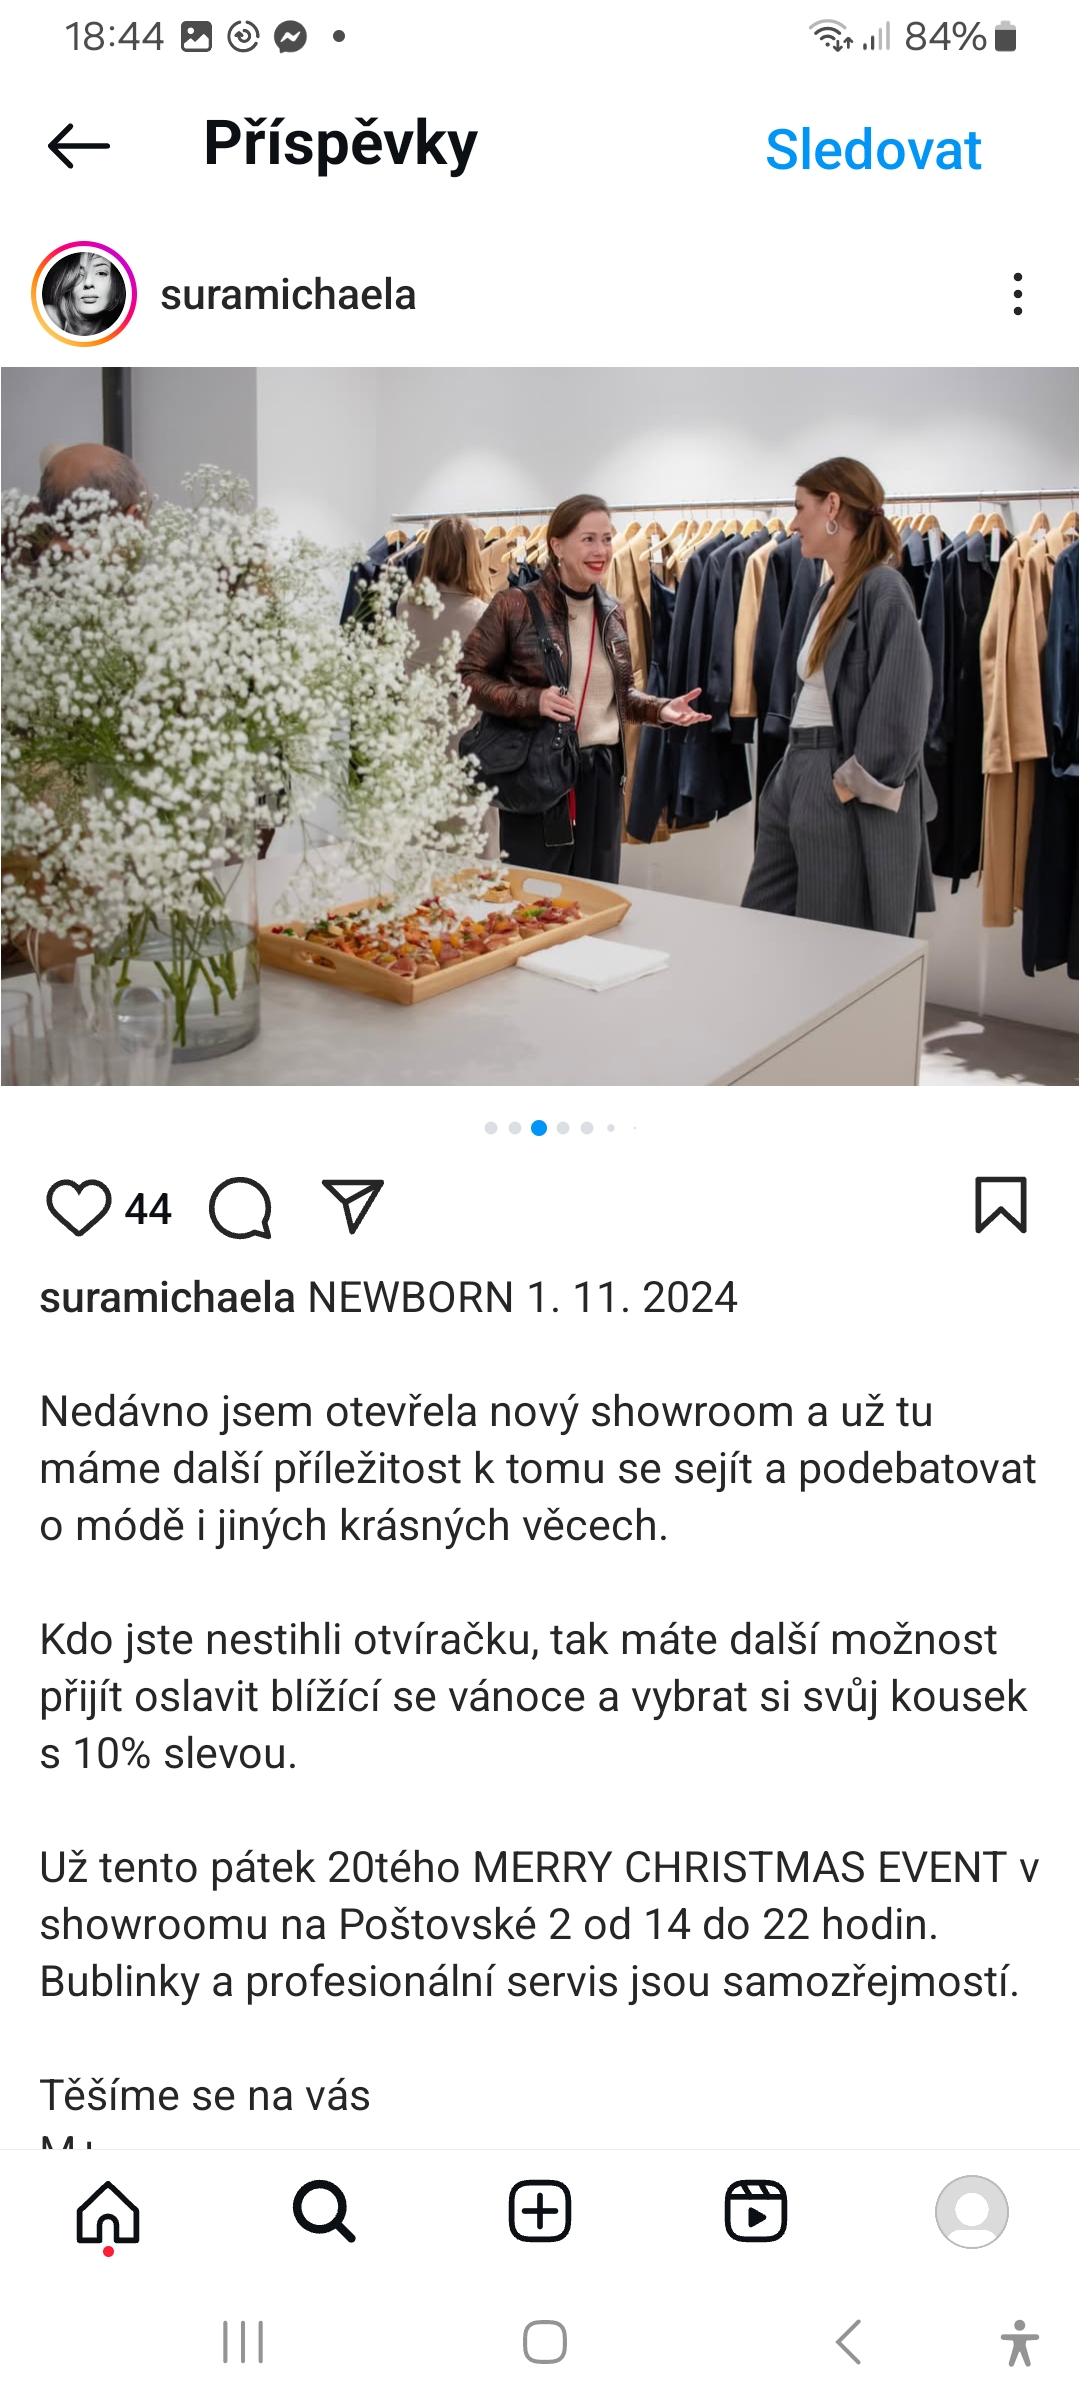 18:44
84%
Příspěvky
Sledovat
suramichaela
44
suramichaela NEWBORN 1. 11. 2024
Nedávno jsem otevřela nový showroom a už tu
máme další příležitost k tomu se sejít a podebatovat
o módě i jiných krásných věcech.
Kdo jste nestihli otvíračku, tak máte další možnost
přijít oslavit blížící se vánoce a vybrat si svůj kousek
s 10% slevou.
Už tento pátek 20tého MERRY CHRISTMAS EVENT v
showroomu na Poštovské 2 od 14 do 22 hodin.
Bublinky a profesionální servis jsou samozřejmostí.
Těšíme se na vás